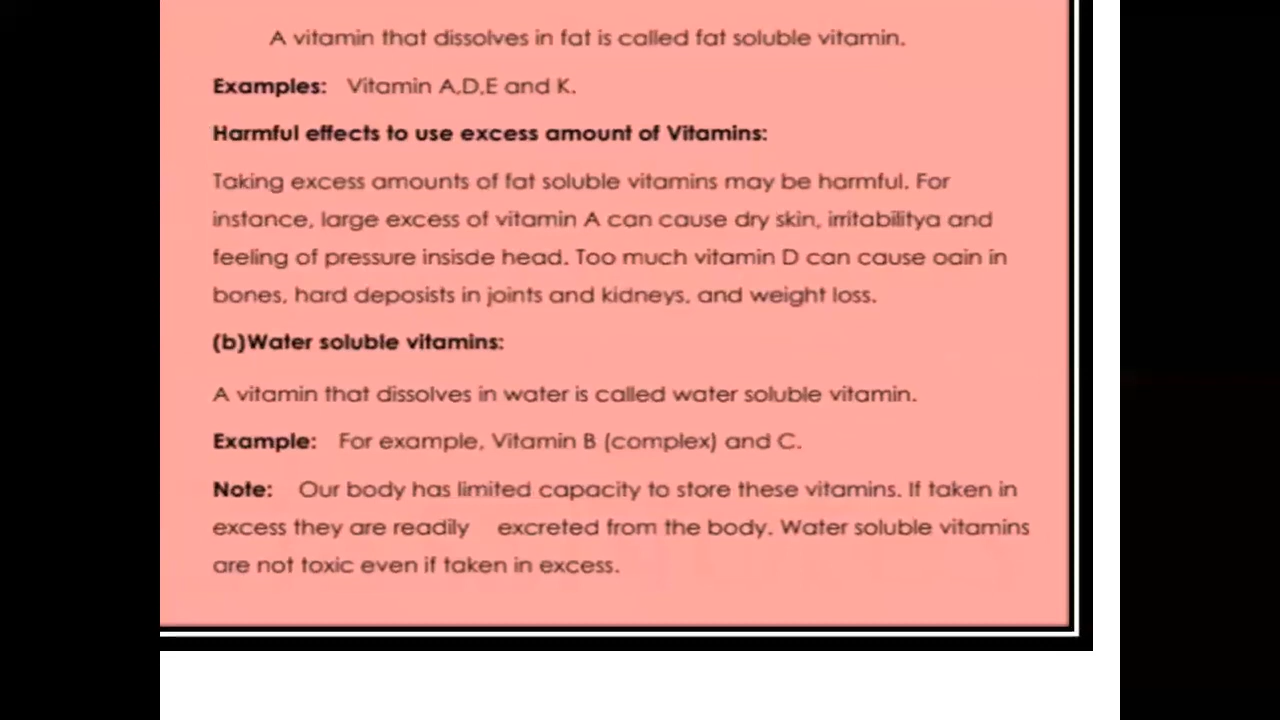 A vitamin that dissolves in fat is called fat soluble vitamin.
Examples: Vitamin A,D,E and K.
Harmful effects to use excess amount of Vitamins:
Taking excess amounts of fat soluble vitamins may be harmful. For
instance, large excess of vitamin A can cause dry skin, irritabilitya and
feeling of pressure insisde head. Too much vitamin D can cause oain in
bones, hard deposists in joints and kidneys, and weight loss.
(b)Water soluble vitamins:
A vitamin that dissolves in water is called water soluble vitamin.
Example: For example, Vitamin B (complex) and C.
Note: Our body has limited capacity to store these vitamins. If taken in
excess they are readily excreted from the body. Water soluble vitamins
are not toxic even if taken in excess.